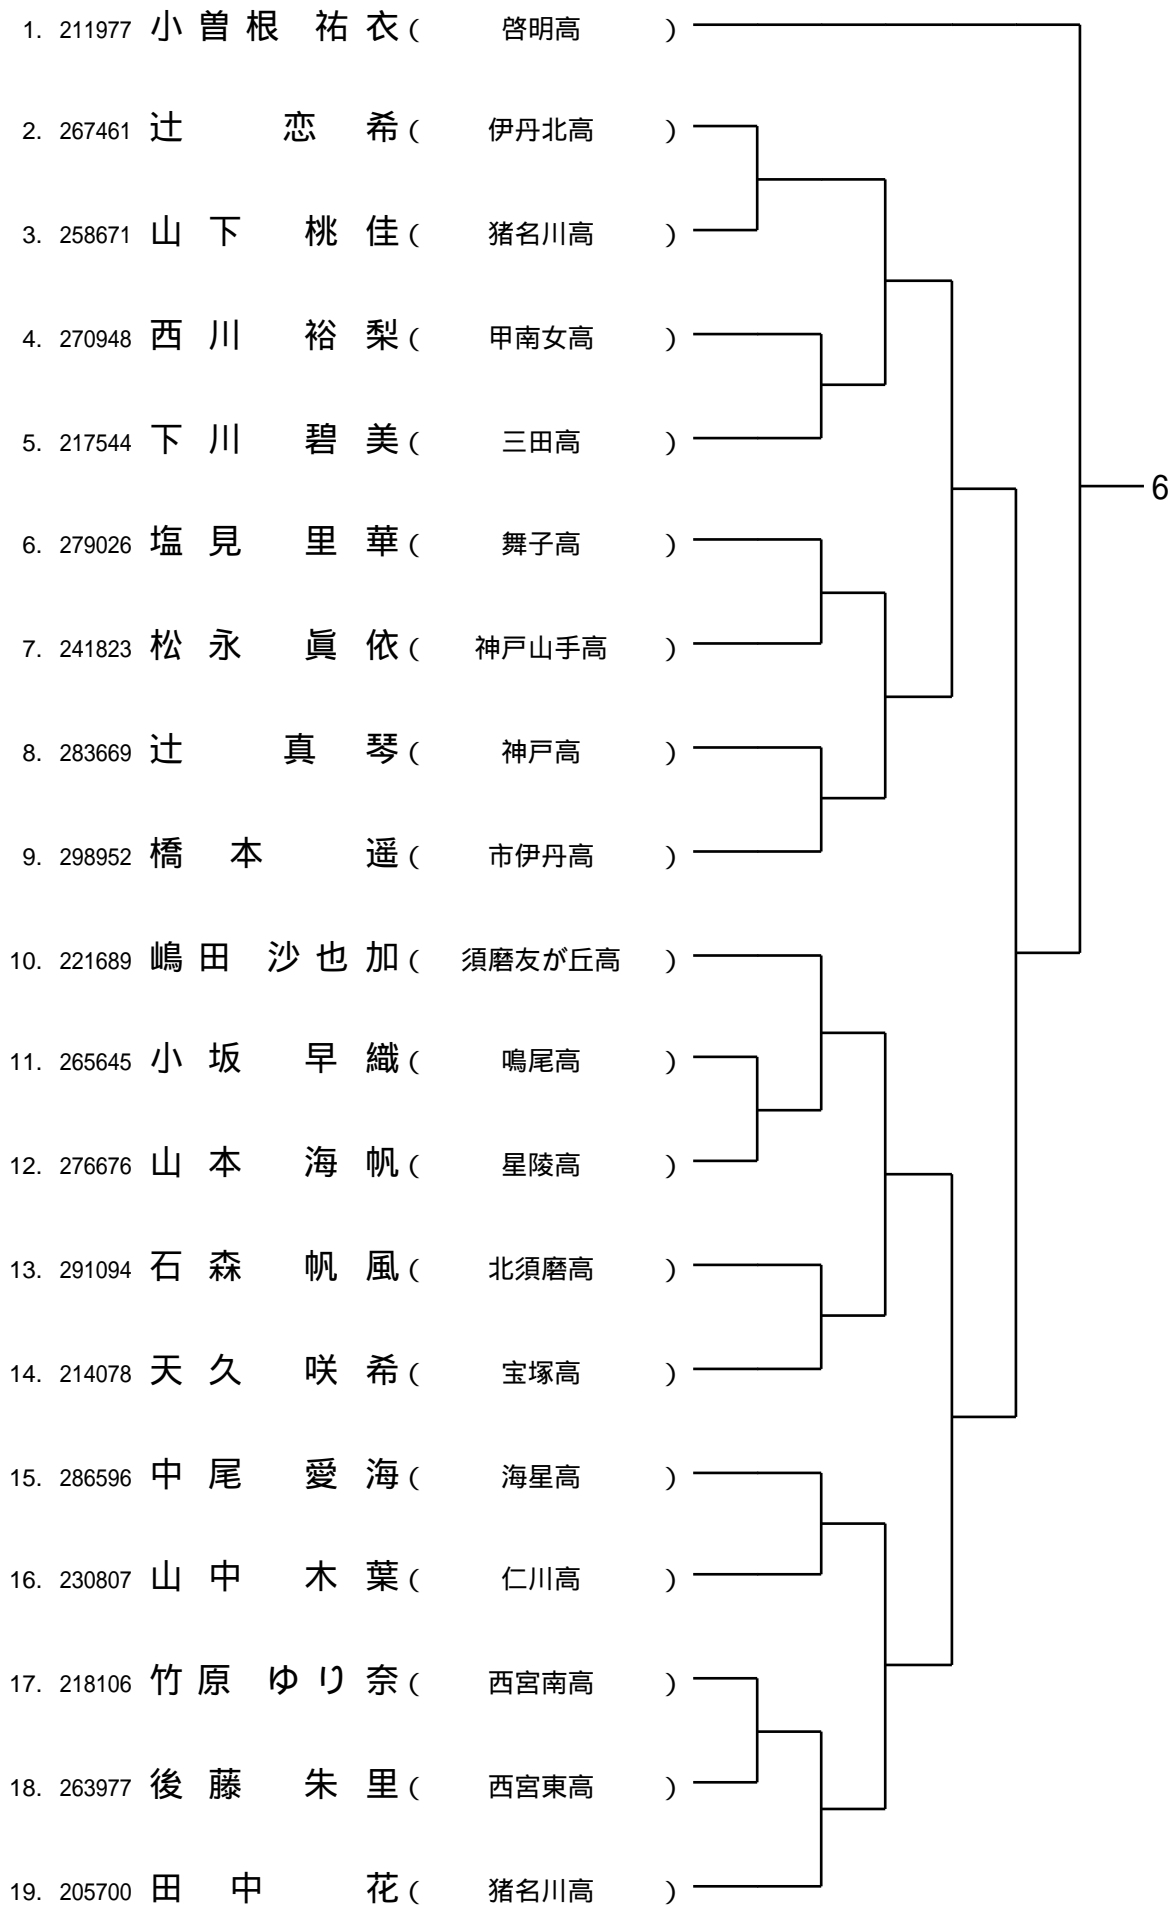 1. 211977 小曽根 祐衣( 啓明高 )
2. 267461 辻 恋希( 伊丹北高 )
3. 258671 山下 桃佳( 猪名川高 )
4. 270948 西川 裕梨( 甲南女高 )
5. 217544 下川 碧美( 三田高 )
6
6. 279026 塩見 里華( 舞子高 )
7. 241823 松永 眞依( 神戸山手高 )
8. 283669 辻 真琴( 神戸高 )
9. 298952 橋本 遥( 市伊丹高 )
10. 221689 嶋田 沙也加( 須磨友が丘高 )
11. 265645 小坂 早織( 鳴尾高 )
12. 276676 山本 海帆( 星陵高 )
13. 291094 石森 帆風( 北須磨高 )
14. 214078 天久 咲希( 宝塚高 )
15. 286596 中尾 愛海( 海星高 )
16. 230807 山中 木葉( 仁川高 )
17. 218106 竹原 ゆり奈( 西宮南高 )
18. 263977 後藤 朱里( 西宮東高 )
19. 205700 田中 花( 猪名川高 )